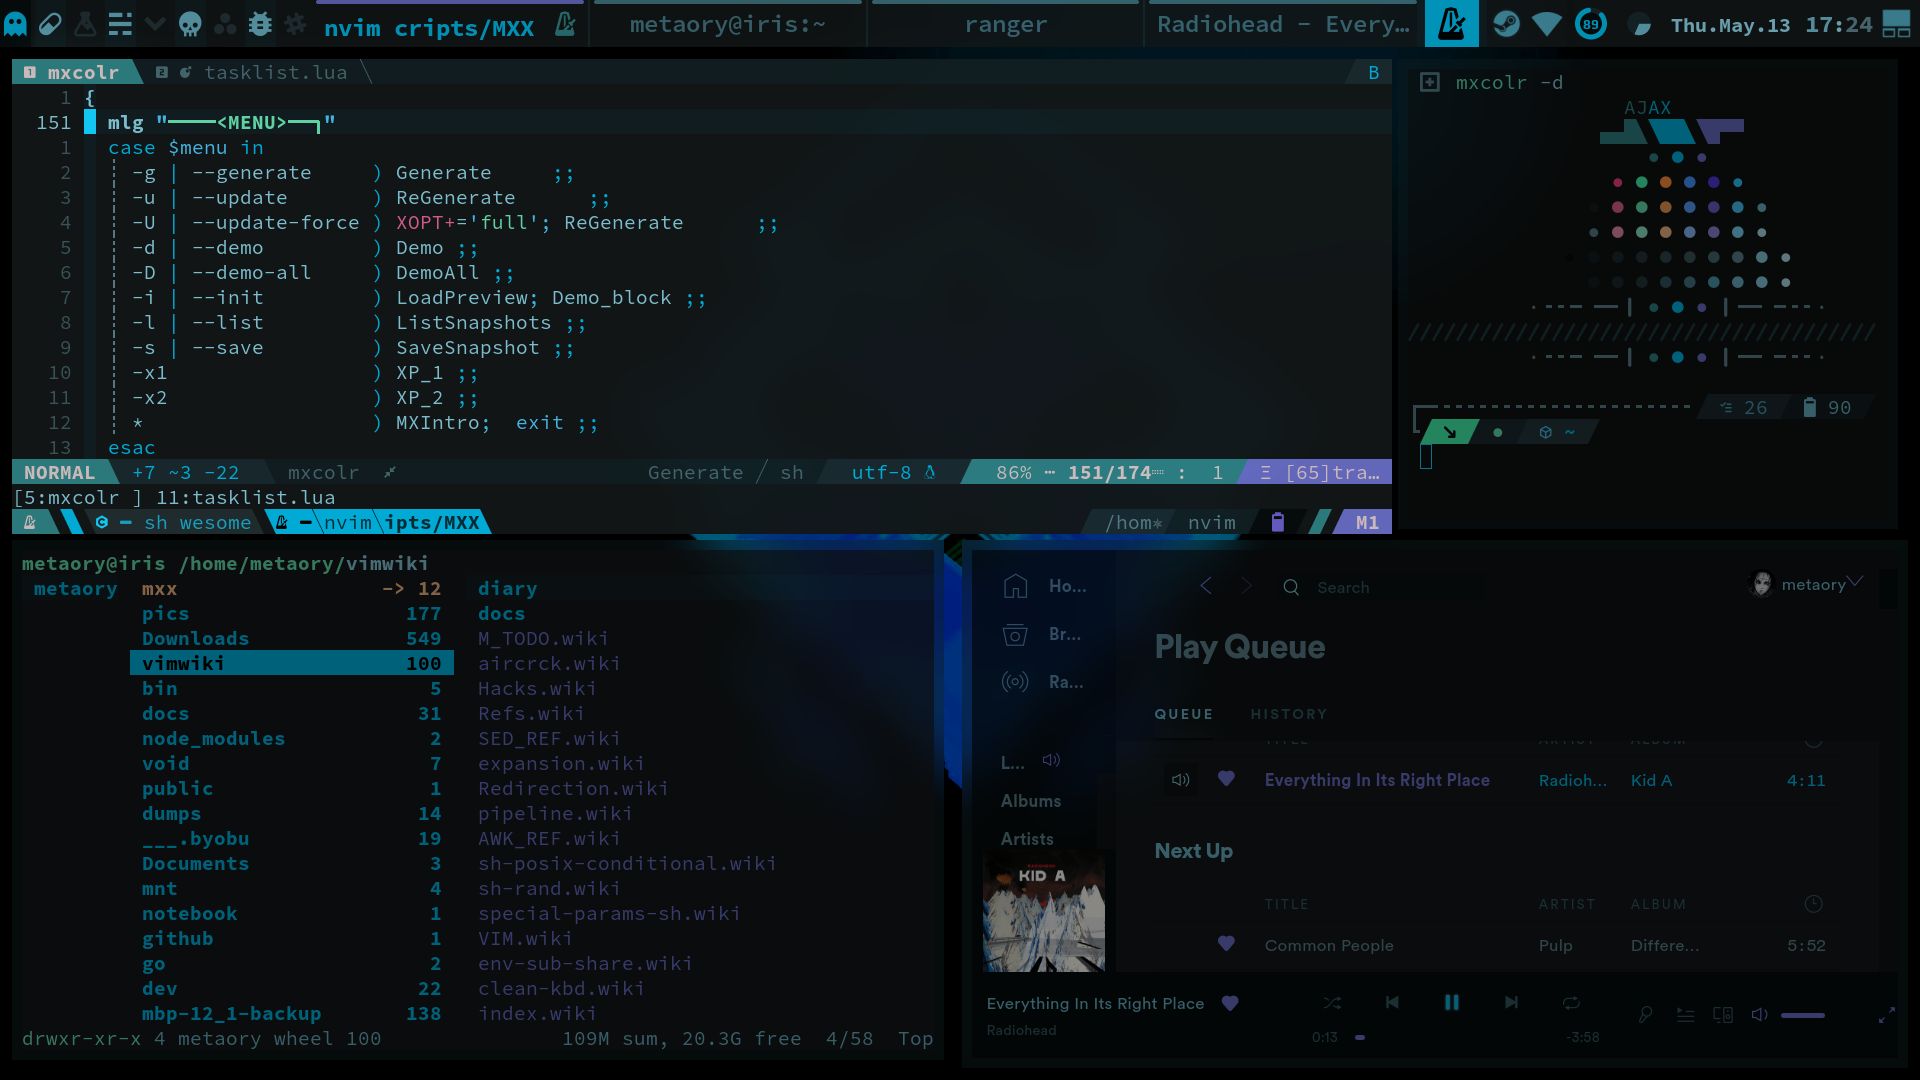 nvim cripts/MXX
metaory@iris:~
ranger
Radiohead - Every…
89
Thu.May.13 17:24
1 mxcolr
2 tasklist.lua
B
1 {
151 mlg "━━━━<MENU>━━┓"
1 case $menu in
2 -g | --generate ) Generate ;;
3 -u | --update ) ReGenerate ;;
4 -U | --update-force ) XOPT+='full'; ReGenerate ;;
5 -d | --demo ) Demo ;;
6 -D | --demo-all ) DemoAll ;;
7 -i | --init ) LoadPreview; Demo_block ;;
8 -l | --list ) ListSnapshots ;;
9 -s | --save ) SaveSnapshot ;;
10 -x1 ) XP_1 ;;
11 -x2 ) XP_2 ;;
12 * ) MXIntro; exit ;;
13 esac
NORMAL +7 ~3 -22 mxcolr Generate / sh utf-8 86% 151/174 : 1 Ξ [65]tra…
[5:mxcolr ] 11:tasklist.lua
sh wesome nvim ipts/MXX /hom* nvim M1
mxcolr -d
AJAX
26 90
~
metaory@iris /home/metaory/vimwiki
metaory mxx -> 12 diary
pics 177 docs
Downloads 549 M_TODO.wiki
vimwiki 100 aircrck.wiki
bin 5 Hacks.wiki
docs 31 Refs.wiki
node_modules 2 SED_REF.wiki
void 7 expansion.wiki
public 1 Redirection.wiki
dumps 14 pipeline.wiki
___.byobu 19 AWK_REF.wiki
Documents 3 sh-posix-conditional.wiki
mnt 4 sh-rand.wiki
notebook 1 special-params-sh.wiki
github 1 VIM.wiki
go 2 env-sub-share.wiki
dev 22 clean-kbd.wiki
mbp-12_1-backup 138 index.wiki
drwxr-xr-x 4 metaory wheel 100 109M sum, 20.3G free 4/58 Top
Ho...
Search
metaory
Br...
Play Queue
Ra...
QUEUE HISTORY
TITLE ARTIST ALBUM
L...
Everything In Its Right Place Radioh... Kid A 4:11
Albums
Artists
Next Up
KID A
TITLE ARTIST ALBUM
Common People Pulp Differe... 5:52
Everything In Its Right Place
Radiohead
0:13 -3:58